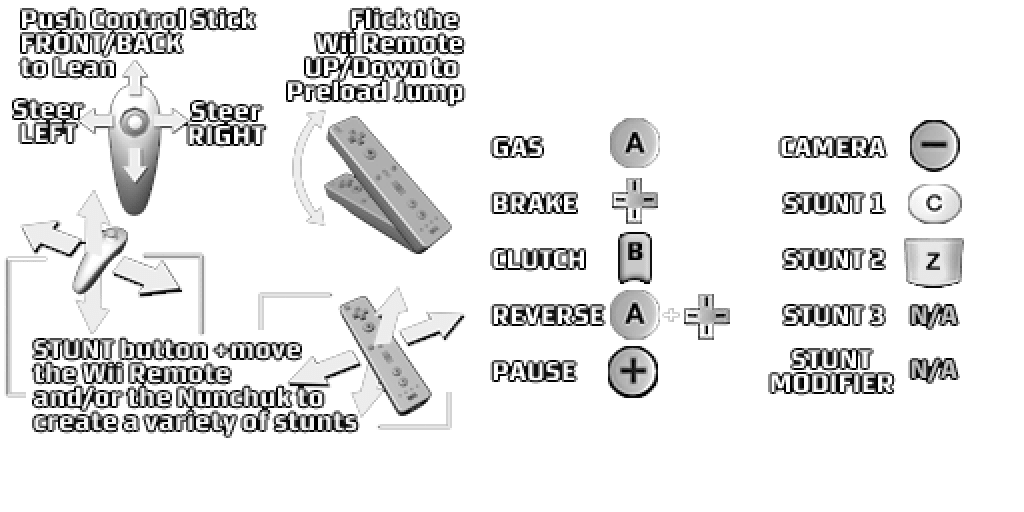 Push Control Stick
FRONT/BACK
to Lean
Steer
LEFT
Steer
RIGHT
Flick the
Wii Remote
UP/Down to
Preload Jump
STUNT button +move
the Wii Remote
and/or the Nunchuk to
create a variety of stunts
GAS A
BRAKE
CLUTCH B
REVERSE A +
PAUSE +
CAMERA −
STUNT 1 C
STUNT 2 Z
STUNT 3 N/A
STUNT
MODIFIER N/A